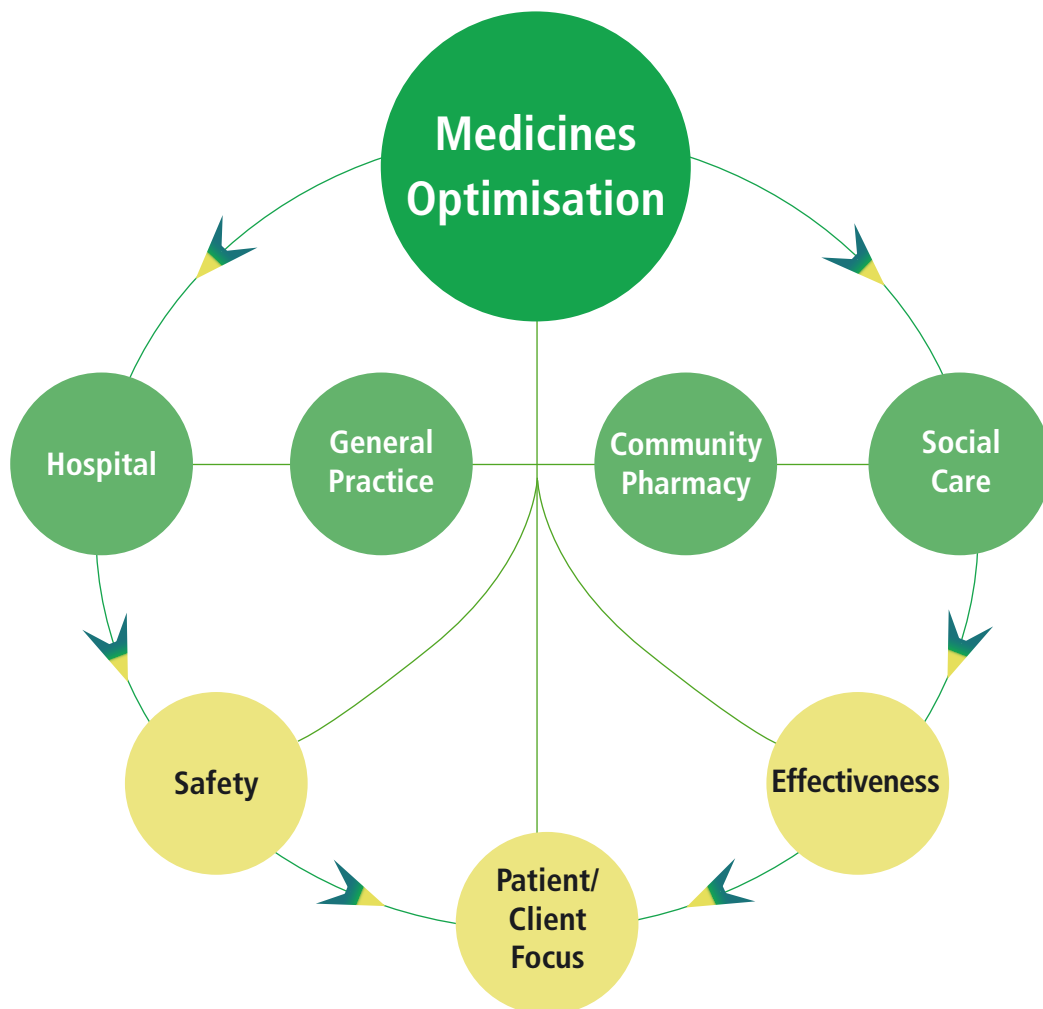 Medicines
Optimisation
Hospital
General
Practice
Community
Pharmacy
Social
Care
Safety
Effectiveness
Patient/
Client
Focus